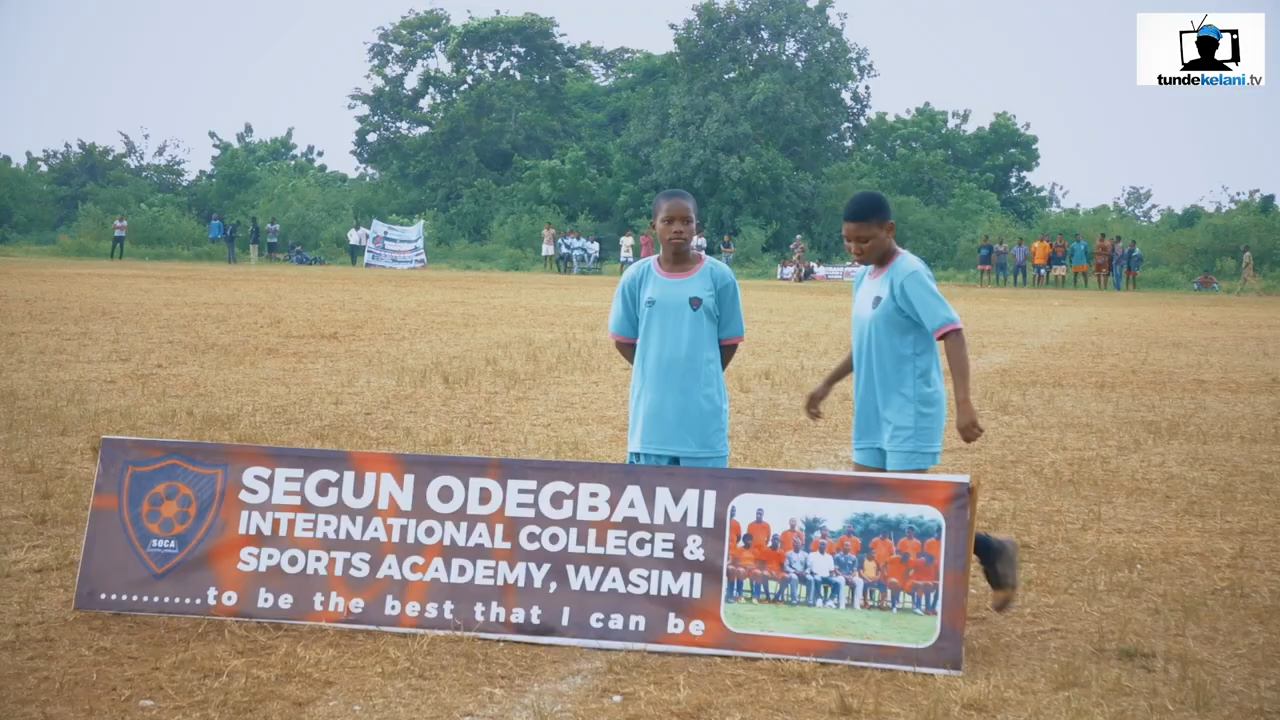 tundekelani.tv
SEGUN ODEGBAMI
INTERNATIONAL COLLEGE &
SPORTS ACADEMY, WASIMI
..........to be the best that I can be
SOCA